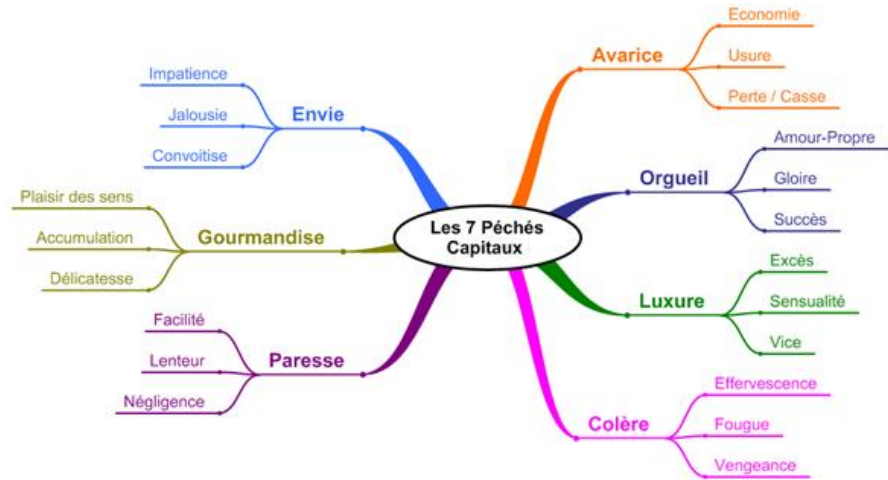 Les 7 Péchés
Capitaux
Avarice
Economie
Usure
Perte / Casse
Orgueil
Amour-Propre
Gloire
Succès
Luxure
Excès
Sensualité
Vice
Colère
Effervescence
Fougue
Vengeance
Envie
Impatience
Jalousie
Convoitise
Gourmandise
Plaisir des sens
Accumulation
Délicatesse
Paresse
Facilité
Lenteur
Négligence